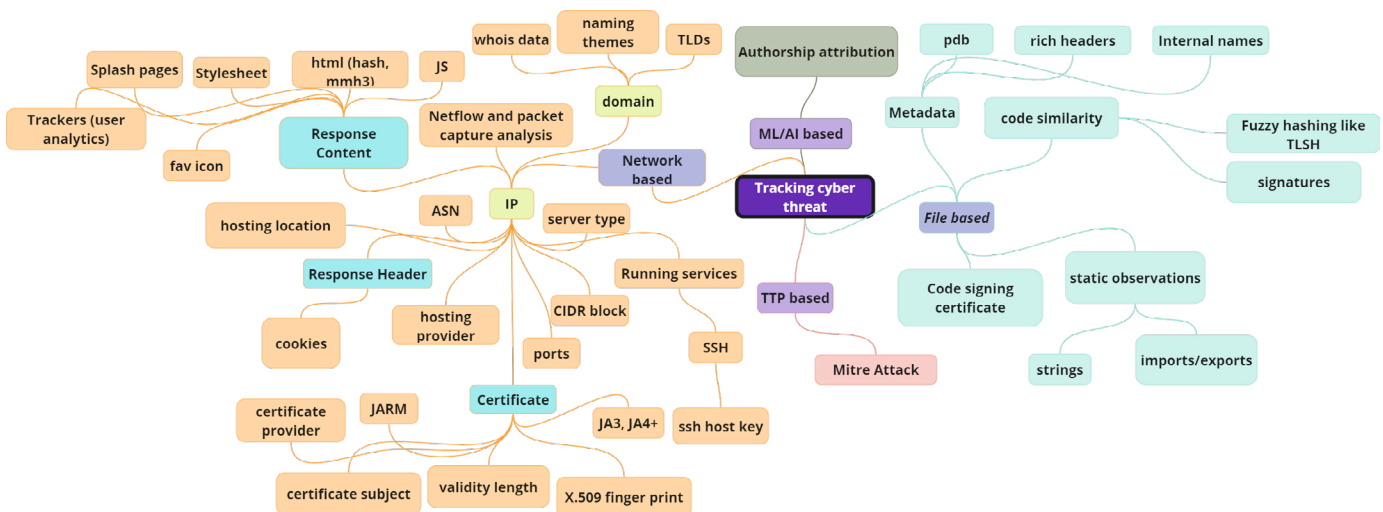 whois data
naming
themes
TLDs
Authorship attribution
pdb
rich headers
Internal names
Splash pages
Stylesheet
html (hash,
mmh3)
JS
domain
Metadata
code similarity
Trackers (user
analytics)
Response
Content
Netflow and packet
capture analysis
ML/AI based
Fuzzy hashing like
TLSH
fav icon
Network
based
Tracking cyber
threat
signatures
hosting location
ASN
IP
server type
File based
Response Header
Running services
Code signing
certificate
static observations
cookies
hosting
provider
CIDR block
ports
TTP based
SSH
Mitre Attack
strings
imports/exports
certificate
provider
JARM
Certificate
JA3, JA4+
ssh host key
certificate subject
validity length
X.509 finger print